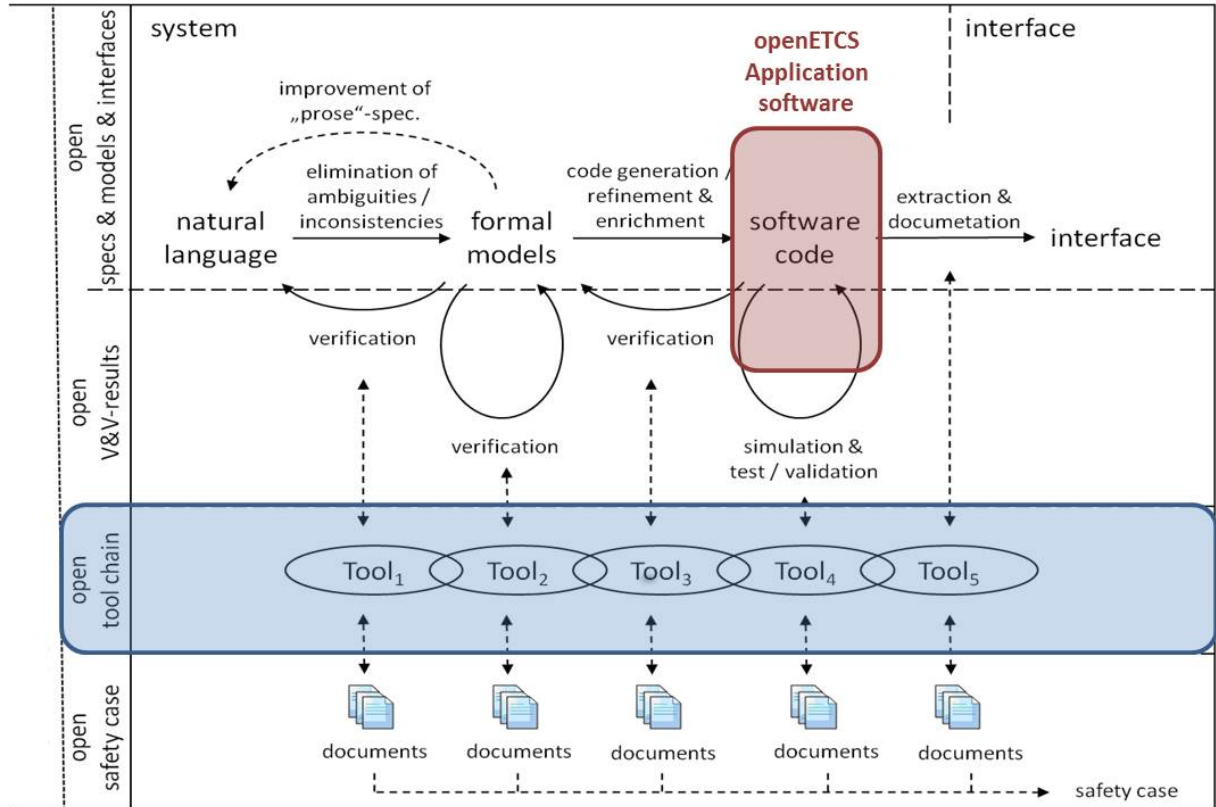 system
openETCS
Application
software
interface
open
specs & models & interfaces
improvement of
„prose“-spec.
elimination of
ambiguities /
inconsistencies
code generation /
refinement &
enrichment
extraction &
documetation
natural
language
formal
models
software
code
interface
open
V&V-results
verification
verification
verification
simulation &
test / validation
open
tool chain
Tool₁
Tool₂
Tool₃
Tool₄
Tool₅
open
safety case
documents
documents
documents
documents
documents
safety case